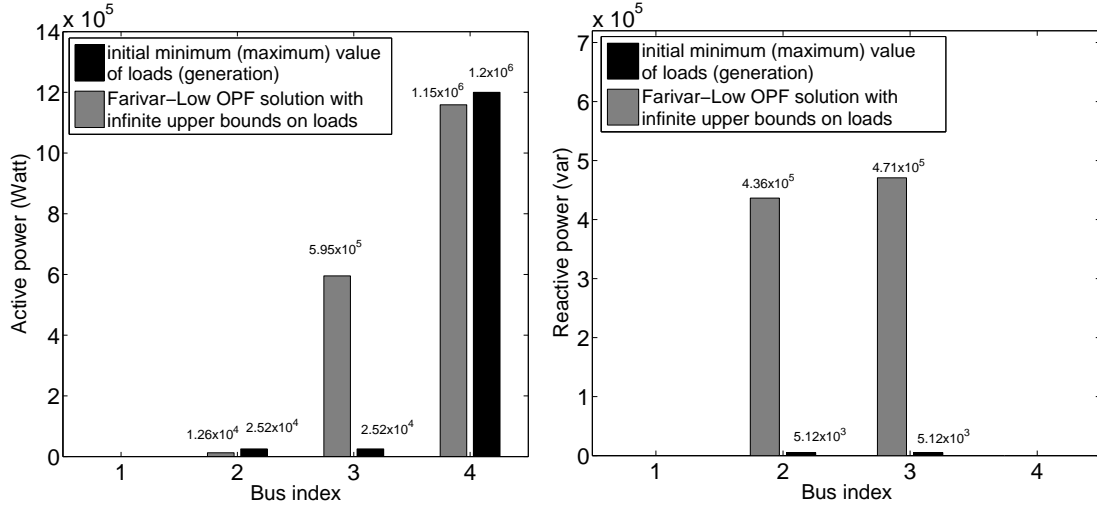 x 10^5
14
12
10
8
6
4
2
0
Active power (Watt)
initial minimum (maximum) value
of loads (generation)
Farivar−Low OPF solution with
infinite upper bounds on loads
1.26x10^4
2.52x10^4
5.95x10^5
2.52x10^4
1.15x10^6
1.2x10^6
1
2
3
4
Bus index
x 10^5
7
6
5
4
3
2
1
0
Reactive power (var)
initial minimum (maximum) value
of loads (generation)
Farivar−Low OPF solution with
infinite upper bounds on loads
4.36x10^5
5.12x10^3
4.71x10^5
5.12x10^3
1
2
3
4
Bus index